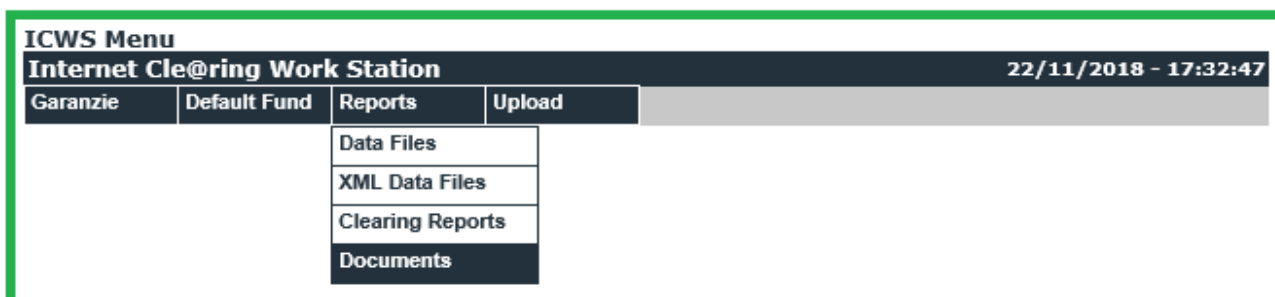 ICWS Menu
Internet Cle@ring Work Station 22/11/2018 - 17:32:47
Garanzie Default Fund Reports Upload
Data Files
XML Data Files
Clearing Reports
Documents